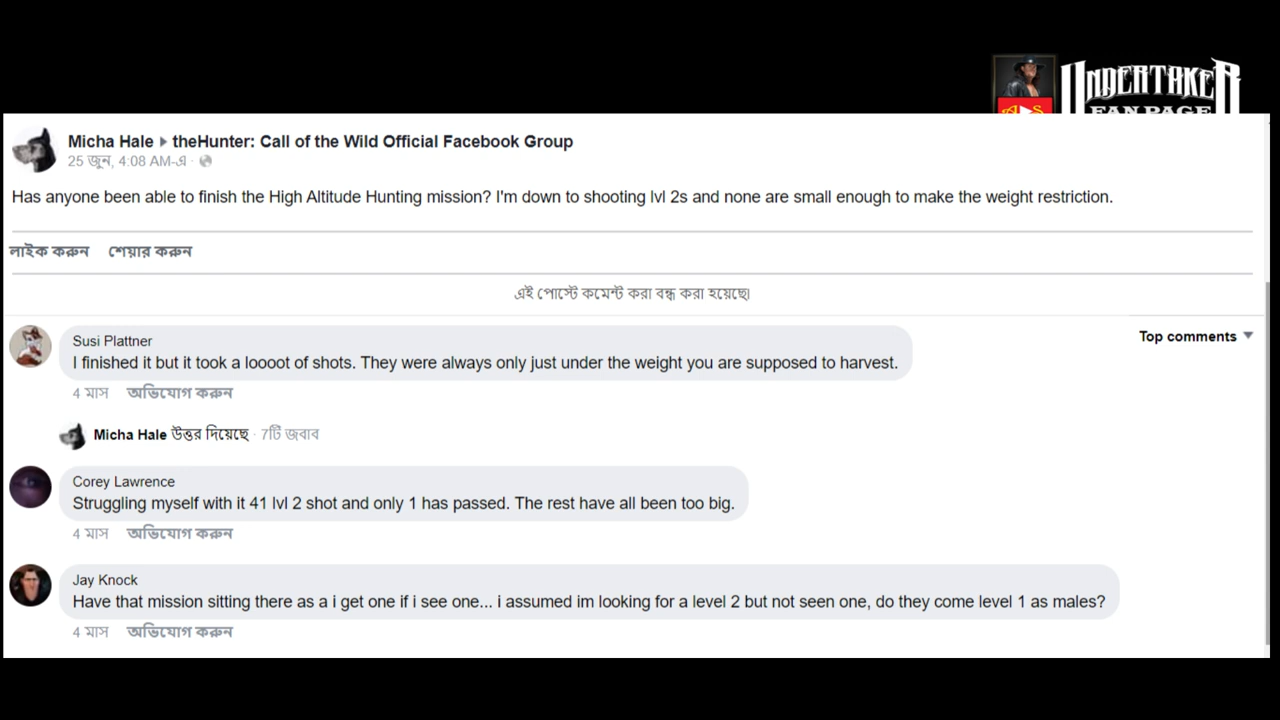 UNDERTAKER
FAN PAGE
Micha Hale ▸ theHunter: Call of the Wild Official Facebook Group
25 জুন, 4:08 AM-এ ·
Has anyone been able to finish the High Altitude Hunting mission? I'm down to shooting lvl 2s and none are small enough to make the weight restriction.
লাইক করুন শেয়ার করুন
এই পোস্টে কমেন্ট করা বন্ধ করা হয়েছে৷
Top comments
Susi Plattner
I finished it but it took a loooot of shots. They were always only just under the weight you are supposed to harvest.
4 মাস অভিযোগ করুন
Micha Hale উত্তর দিয়েছে · 7টি জবাব
Corey Lawrence
Struggling myself with it 41 lvl 2 shot and only 1 has passed. The rest have all been too big.
4 মাস অভিযোগ করুন
Jay Knock
Have that mission sitting there as a i get one if i see one... i assumed im looking for a level 2 but not seen one, do they come level 1 as males?
4 মাস অভিযোগ করুন